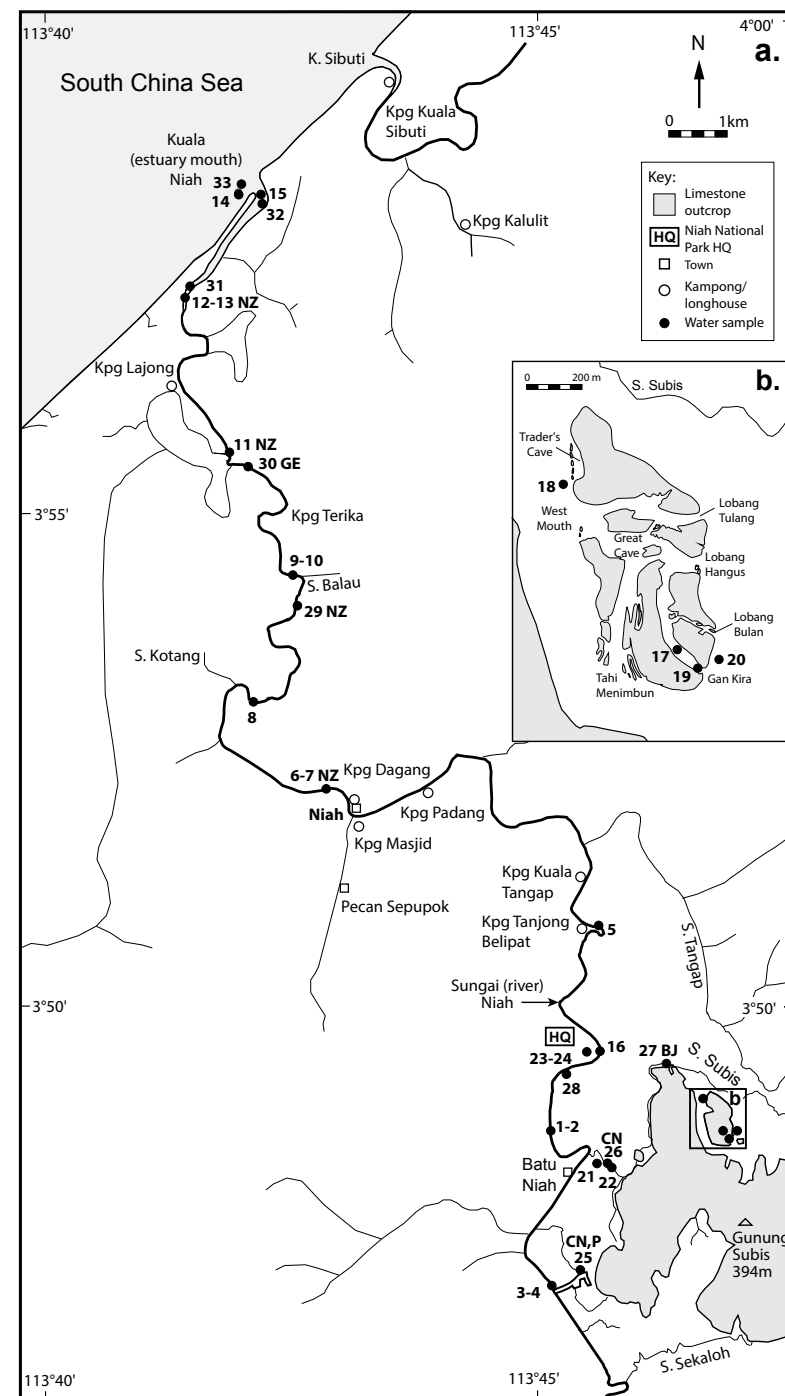 113°40'
113°45'
4°00'
a.
K. Sibuti
N
South China Sea
Kpg Kuala
Sibuti
0 1km
Kuala
(estuary mouth)
Niah
33
15
14
32
Kpg Kalulit
Key:
Limestone
outcrop
HQ
Niah National
Park HQ
Town
Kampong/
longhouse
Water sample
31
12-13 NZ
Kpg Lajong
b.
0 200 m
S. Subis
Trader's
Cave
18
West
Mouth
Great
Cave
Lobang
Tulang
Lobang
Hangus
Lobang
Bulan
17
20
19
Gan Kira
Tahi
Menimbun
11 NZ
30 GE
3°55'
Kpg Terika
9-10
S. Balau
29 NZ
S. Kotang
8
6-7 NZ
Kpg Dagang
Niah
Kpg Padang
Kpg Masjid
Kpg Kuala
Tangap
Pecan Sepupok
Kpg Tanjong
Belipat
5
S. Tangap
Sungai (river)
Niah
3°50'
3°50'
HQ
16
27 BJ
S. Subis
23-24
28
b
1-2
CN
26
Batu
Niah
21
22
Gunung
Subis
394m
CN,P
25
3-4
S. Sekaloh
113°40'
113°45'